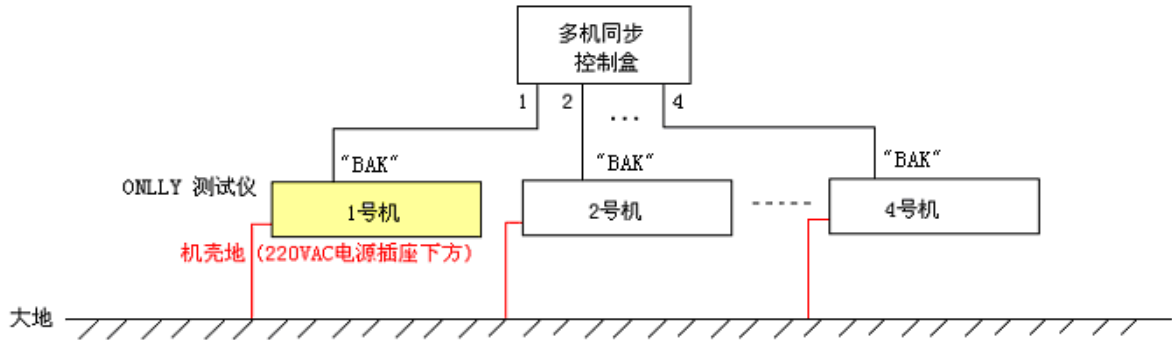 多机同步
控制盒
1
2
...
4
"BAK"
"BAK"
"BAK"
ONLLY 测试仪
1号机
2号机
4号机
机壳地 (220VAC电源插座下方)
大地